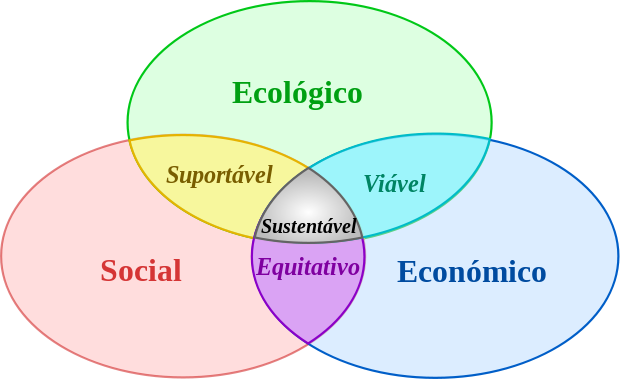 Ecológico
Suportável
Viável
Sustentável
Equitativo
Social
Económico